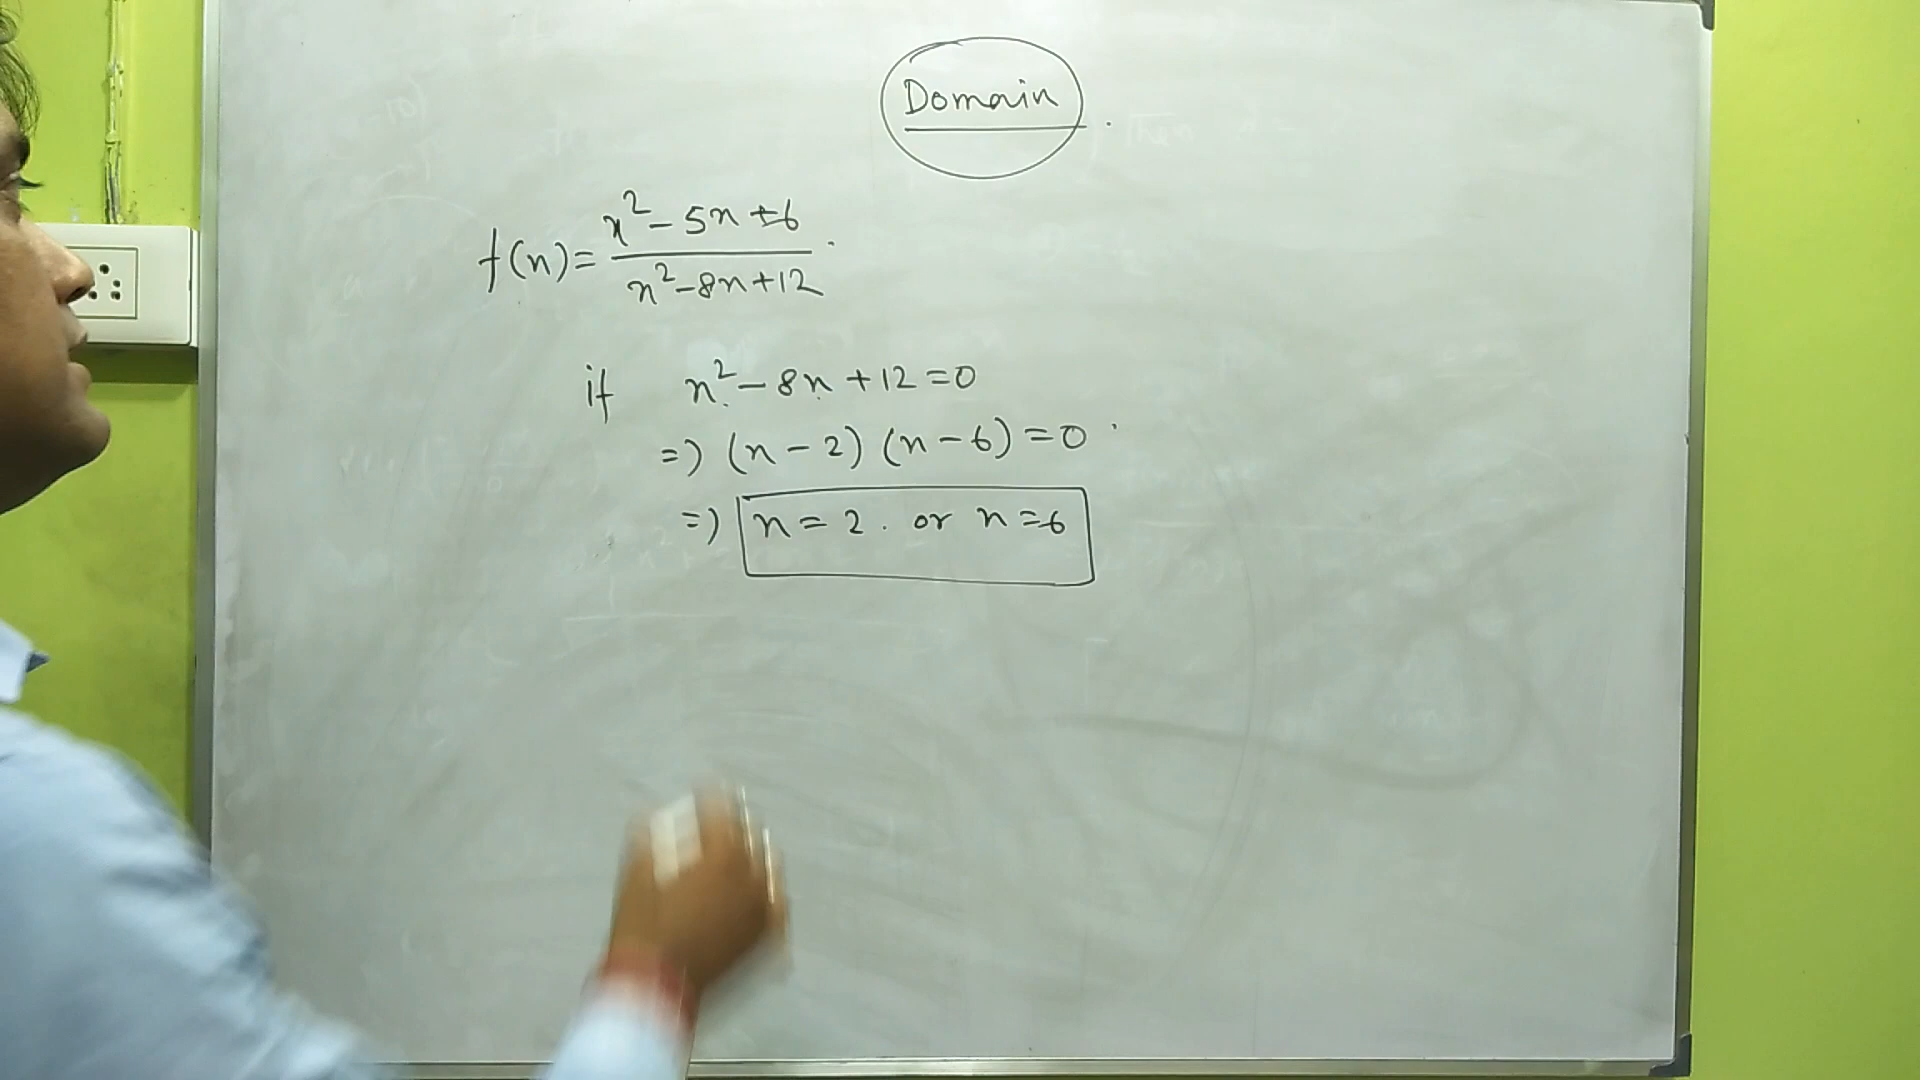 Domain.
f(x) = x² - 5x + 6 / x² - 8x + 12
if x² - 8x + 12 = 0
=> (x - 2) (x - 6) = 0
=> x = 2. or x = 6